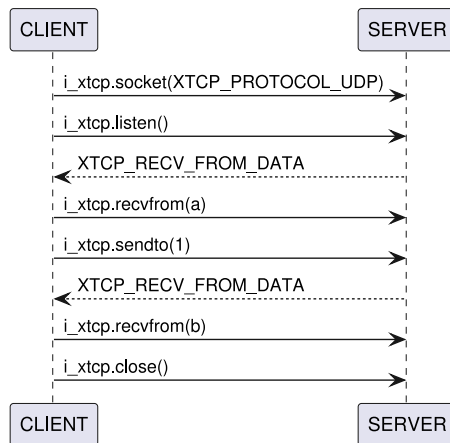 CLIENT
SERVER
i_xtcp.socket(XTCP_PROTOCOL_UDP)
i_xtcp.listen()
XTCP_RECV_FROM_DATA
i_xtcp.recvfrom(a)
i_xtcp.sendto(1)
XTCP_RECV_FROM_DATA
i_xtcp.recvfrom(b)
i_xtcp.close()
CLIENT
SERVER